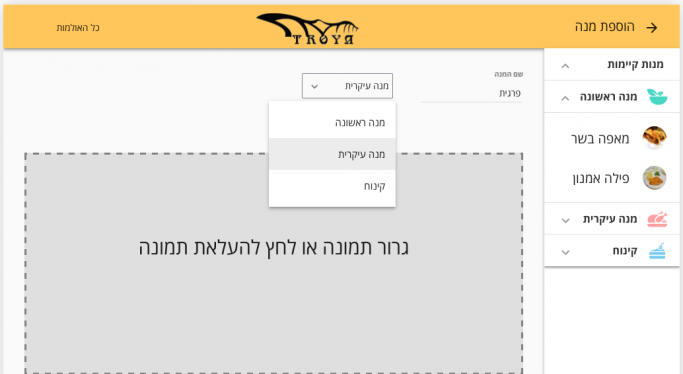 הוספת מנה
TROYA
כל האולמות
מנות קיימות
מנה ראשונה
מאפה בשר
פילה אמנון
מנה עיקרית
קינוח
שם המנה
פרגית
מנה עיקרית
מנה ראשונה
מנה עיקרית
קינוח
גרור תמונה או לחץ להעלאת תמונה